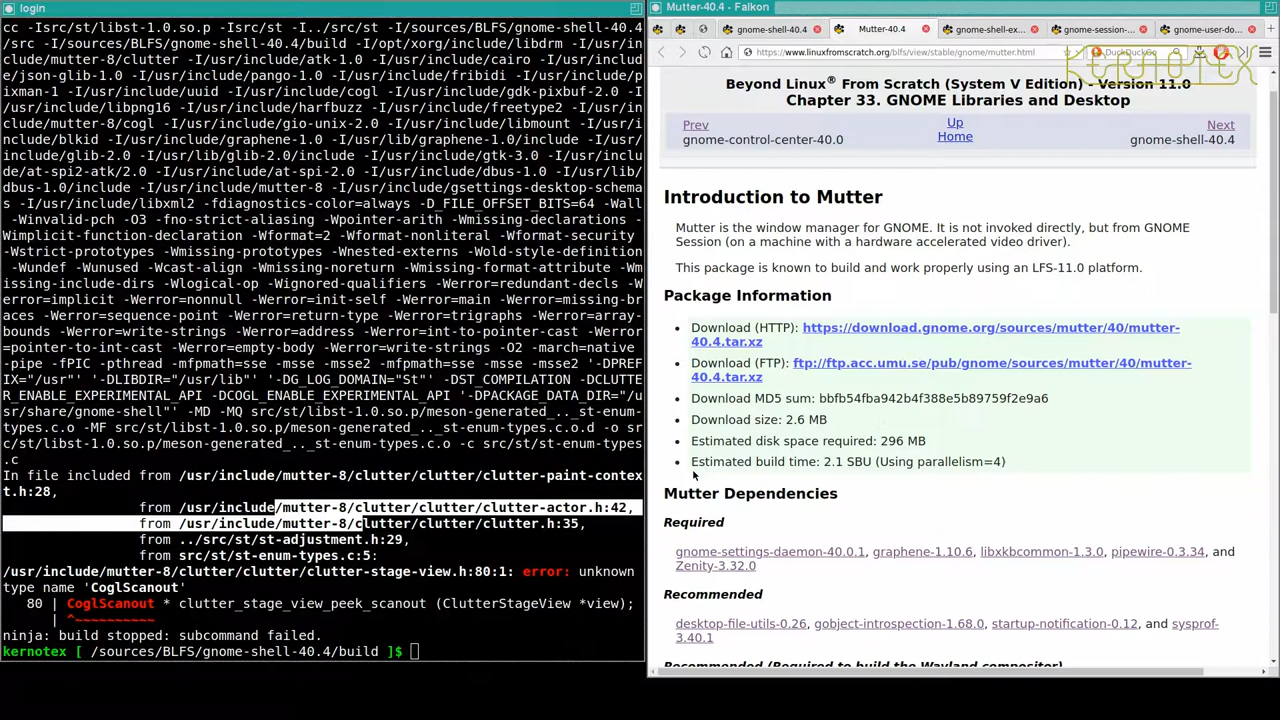 login
cc -Isrc/st/libst-1.0.so.p -Isrc/st -I../src/st -I/sources/BLFS/gnome-shell-40.4
/src -I/sources/BLFS/gnome-shell-40.4/build -I/opt/xorg/include/libdrm -I/usr/in
clude/mutter-8/clutter -I/usr/include/atk-1.0 -I/usr/include/cairo -I/usr/includ
e/json-glib-1.0 -I/usr/include/pango-1.0 -I/usr/include/fribidi -I/usr/include/p
ixman-1 -I/usr/include/uuid -I/usr/include/cogl -I/usr/include/gdk-pixbuf-2.0 -I
/usr/include/libpng16 -I/usr/include/harfbuzz -I/usr/include/freetype2 -I/usr/in
clude/mutter-8/cogl -I/usr/include/gio-unix-2.0 -I/usr/include/libmount -I/usr/i
nclude/blkid -I/usr/include/graphene-1.0 -I/usr/lib/graphene-1.0/include -I/usr/
include/glib-2.0 -I/usr/lib/glib-2.0/include -I/usr/include/gtk-3.0 -I/usr/inclu
de/at-spi2-atk/2.0 -I/usr/include/at-spi-2.0 -I/usr/include/dbus-1.0 -I/usr/lib/
dbus-1.0/include -I/usr/include/mutter-8 -I/usr/include/gsettings-desktop-schema
s -I/usr/include/libxml2 -fdiagnostics-color=always -D_FILE_OFFSET_BITS=64 -Wall
 -Winvalid-pch -O3 -fno-strict-aliasing -Wpointer-arith -Wmissing-declarations -
Wimplicit-function-declaration -Wformat=2 -Wformat-nonliteral -Wformat-security
-Wstrict-prototypes -Wmissing-prototypes -Wnested-externs -Wold-style-definition
 -Wundef -Wunused -Wcast-align -Wmissing-noreturn -Wmissing-format-attribute -Wm
issing-include-dirs -Wlogical-op -Wignored-qualifiers -Werror=redundant-decls -W
error=implicit -Werror=nonnull -Werror=init-self -Werror=main -Werror=missing-br
aces -Werror=sequence-point -Werror=return-type -Werror=trigraphs -Werror=array-
bounds -Werror=write-strings -Werror=address -Werror=int-to-pointer-cast -Werror
=pointer-to-int-cast -Werror=empty-body -Werror=write-strings -O2 -march=native
-pipe -fPIC -pthread -mfpmath=sse -msse -msse2 -mfpmath=sse -msse -msse2 '-DPREF
IX="/usr"' '-DLIBDIR="/usr/lib"' '-DG_LOG_DOMAIN="St"' -DST_COMPILATION -DCLUTTE
R_ENABLE_EXPERIMENTAL_API -DCOGL_ENABLE_EXPERIMENTAL_API '-DPACKAGE_DATA_DIR="/u
sr/share/gnome-shell"' -MD -MQ src/st/libst-1.0.so.p/meson-generated_.._st-enum-
types.c.o -MF src/st/libst-1.0.so.p/meson-generated_.._st-enum-types.c.o.d -o sr
c/st/libst-1.0.so.p/meson-generated_.._st-enum-types.c.o -c src/st/st-enum-types
.c
In file included from /usr/include/mutter-8/clutter/clutter/clutter-paint-contex
t.h:28,
from /usr/include/mutter-8/clutter/clutter/clutter-actor.h:42,
from /usr/include/mutter-8/clutter/clutter/clutter.h:35,
from ../src/st/st-adjustment.h:29,
from src/st/st-enum-types.c:5:
/usr/include/mutter-8/clutter/clutter/clutter-stage-view.h:80:1: error: unknown
type name 'CoglScanout'
80 | CoglScanout * clutter_stage_view_peek_scanout (ClutterStageView *view);
| ^~~~~~~~~~~
ninja: build stopped: subcommand failed.
kernotex [ /sources/BLFS/gnome-shell-40.4/build ]$
Mutter-40.4 - Falkon
gnome-shell-40.4
Mutter-40.4
gnome-shell-ex...
gnome-session-...
gnome-user-do...
https://www.linuxfromscratch.org/blfs/view/stable/gnome/mutter.html
DuckDuckGo
KERNOTEX
Beyond Linux® From Scratch (System V Edition) - Version 11.0
Chapter 33. GNOME Libraries and Desktop
Prev Up Next
gnome-control-center-40.0 Home gnome-shell-40.4
Introduction to Mutter
Mutter is the window manager for GNOME. It is not invoked directly, but from GNOME
Session (on a machine with a hardware accelerated video driver).
This package is known to build and work properly using an LFS-11.0 platform.
Package Information
• Download (HTTP): https://download.gnome.org/sources/mutter/40/mutter-
40.4.tar.xz
• Download (FTP): ftp://ftp.acc.umu.se/pub/gnome/sources/mutter/40/mutter-
40.4.tar.xz
• Download MD5 sum: bbfb54fba942b4f388e5b89759f2e9a6
• Download size: 2.6 MB
• Estimated disk space required: 296 MB
• Estimated build time: 2.1 SBU (Using parallelism=4)
Mutter Dependencies
Required
gnome-settings-daemon-40.0.1, graphene-1.10.6, libxkbcommon-1.3.0, pipewire-0.3.34, and
Zenity-3.32.0
Recommended
desktop-file-utils-0.26, gobject-introspection-1.68.0, startup-notification-0.12, and sysprof-
3.40.1
Recommended (Required to build the Wayland compositor)